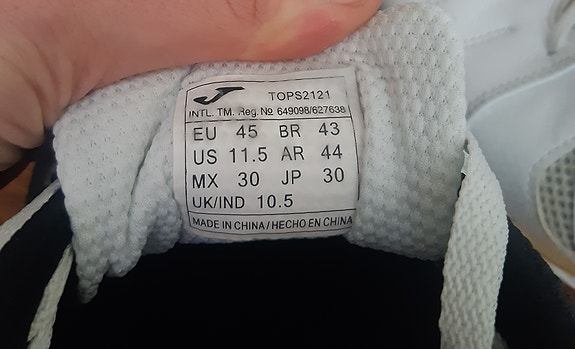 TOPS2121
INTL. TM. Reg. № 649098/627638
EU 45 BR 43
US 11.5 AR 44
MX 30 JP 30
UK/IND 10.5
MADE IN CHINA / HECHO EN CHINA